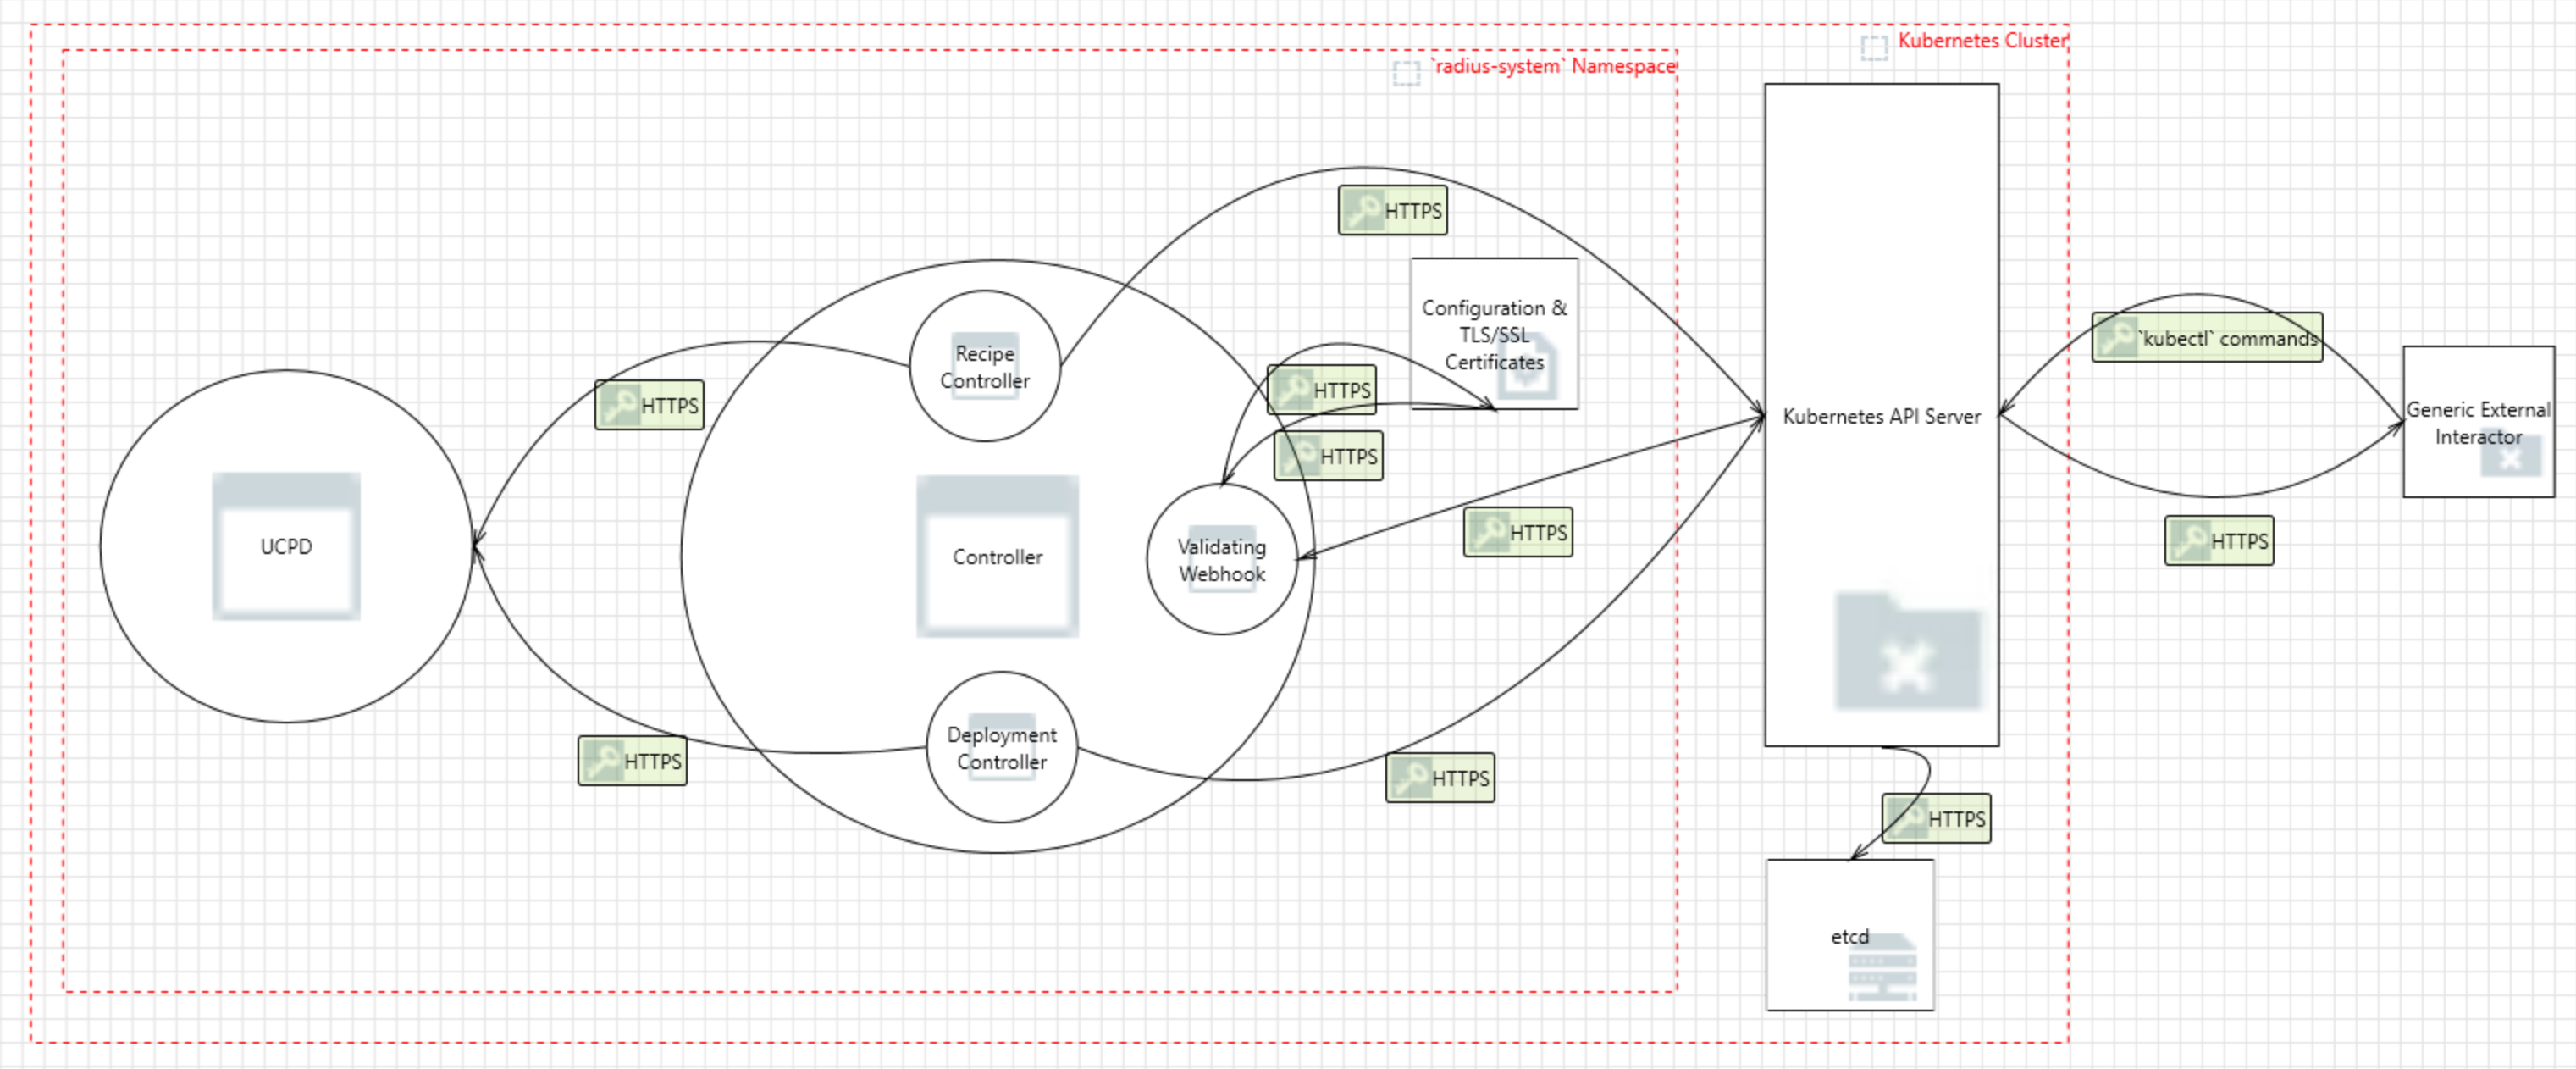 Kubernetes Cluster
`radius-system` Namespace
HTTPS
Configuration &
TLS/SSL
Certificates
`kubectl` commands
Recipe
Controller
HTTPS
HTTPS
Generic External
Interactor
Kubernetes API Server
HTTPS
HTTPS
HTTPS
UCPD
Controller
Validating
Webhook
Deployment
Controller
HTTPS
HTTPS
HTTPS
etcd